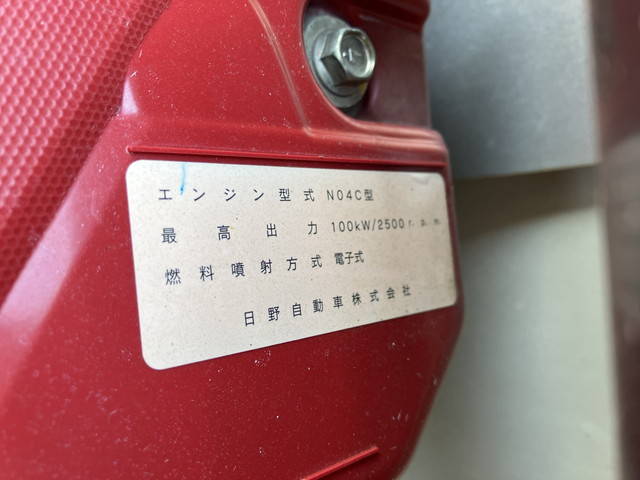 エンジン型式 N04C型
最高出力 100kW/2500r.p.m.
燃料噴射方式 電子式
日野自動車株式会社